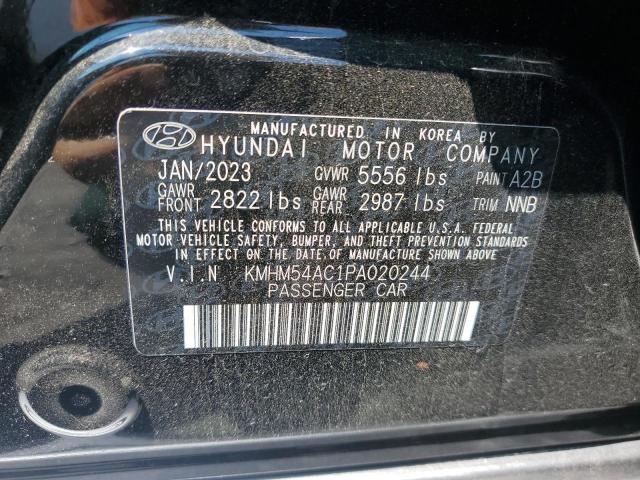 MANUFACTURED IN KOREA BY
HYUNDAI MOTOR COMPANY
JAN/2023 GVWR 5556 lbs PAINT A2B
GAWR FRONT 2822 lbs GAWR REAR 2987 lbs TRIM NNB
THIS VEHICLE CONFORMS TO ALL APPLICABLE U.S.A. FEDERAL
MOTOR VEHICLE SAFETY, BUMPER, AND THEFT PREVENTION
STANDARDS IN EFFECT ON THE DATE OF MANUFACTURE SHOWN ABOVE.
V.I.N KMHM54AC1PA020244
PASSENGER CAR